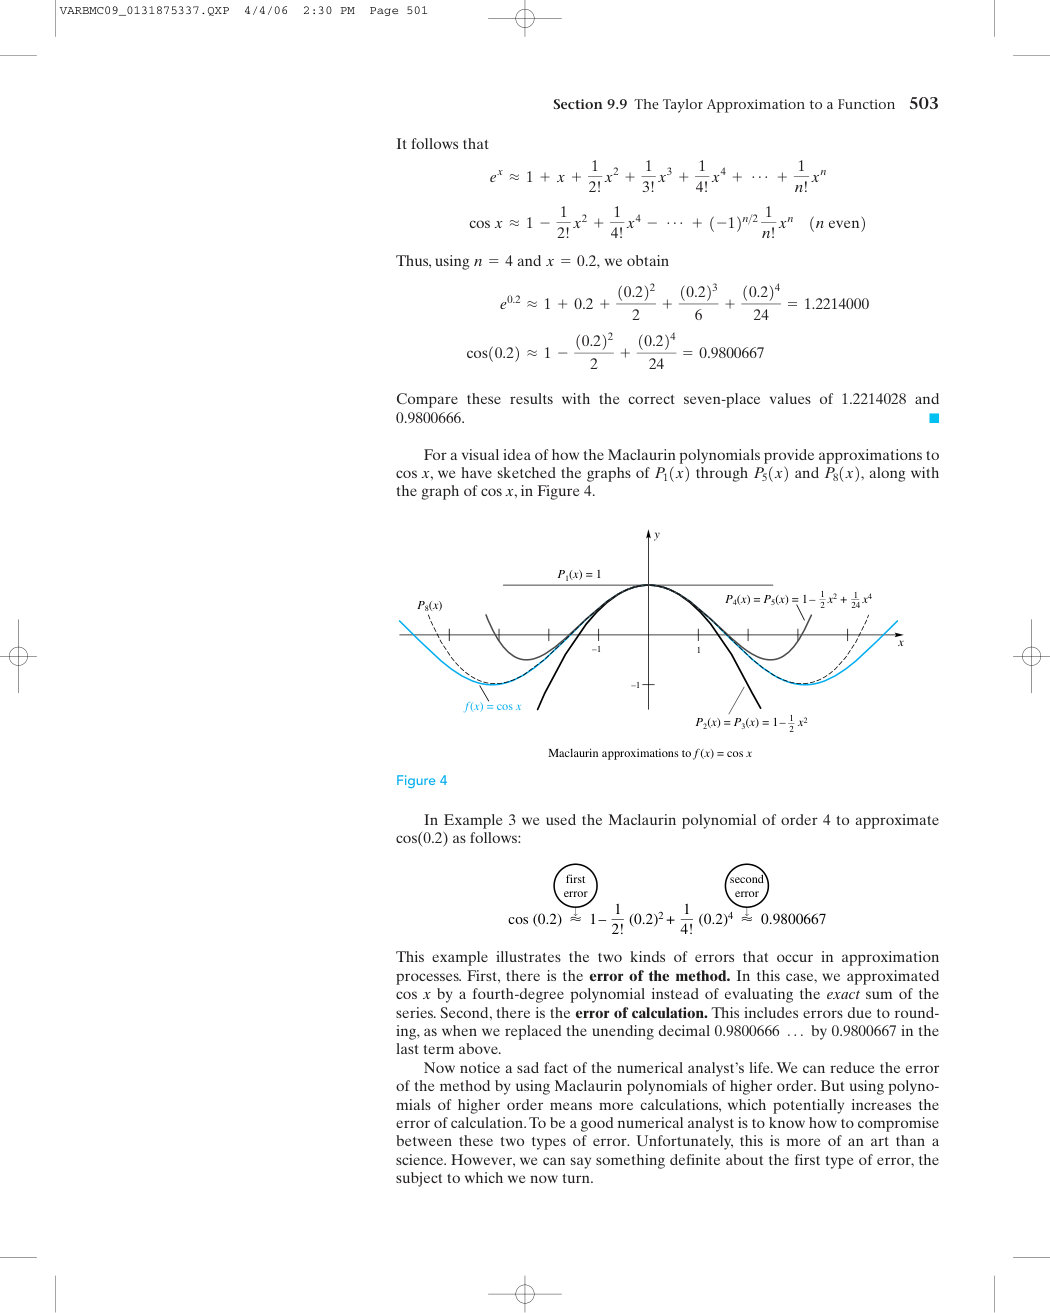 VARBMC09_0131875337.QXP 4/4/06 2:30 PM Page 501
Section 9.9 The Taylor Approximation to a Function 503
It follows that
eˣ ≈ 1 + x + 1/2! x² + 1/3! x³ + 1/4! x⁴ + ⋯ + 1/n! xⁿ
cos x ≈ 1 − 1/2! x² + 1/4! x⁴ − ⋯ + (−1)^(n/2) 1/n! xⁿ (n even)
Thus, using n = 4 and x = 0.2, we obtain
e^0.2 ≈ 1 + 0.2 + (0.2)²/2 + (0.2)³/6 + (0.2)⁴/24 = 1.2214000
cos(0.2) ≈ 1 − (0.2)²/2 + (0.2)⁴/24 = 0.9800667
Compare these results with the correct seven-place values of 1.2214028 and
0.9800666.
For a visual idea of how the Maclaurin polynomials provide approximations to
cos x, we have sketched the graphs of P₁(x) through P₅(x) and P₈(x), along with
the graph of cos x, in Figure 4.
y
P₁(x) = 1
P₄(x) = P₅(x) = 1 – 1/2 x² + 1/24 x⁴
P₈(x)
x
–1
1
–1
f(x) = cos x
P₂(x) = P₃(x) = 1 – 1/2 x²
Maclaurin approximations to f(x) = cos x
Figure 4
In Example 3 we used the Maclaurin polynomial of order 4 to approximate
cos(0.2) as follows:
first
error
second
error
cos (0.2) ≈ 1 – 1/2! (0.2)² + 1/4! (0.2)⁴ ≈ 0.9800667
This example illustrates the two kinds of errors that occur in approximation
processes. First, there is the error of the method. In this case, we approximated
cos x by a fourth-degree polynomial instead of evaluating the exact sum of the
series. Second, there is the error of calculation. This includes errors due to round-
ing, as when we replaced the unending decimal 0.9800666 ... by 0.9800667 in the
last term above.
Now notice a sad fact of the numerical analyst's life. We can reduce the error
of the method by using Maclaurin polynomials of higher order. But using polyno-
mials of higher order means more calculations, which potentially increases the
error of calculation. To be a good numerical analyst is to know how to compromise
between these two types of error. Unfortunately, this is more of an art than a
science. However, we can say something definite about the first type of error, the
subject to which we now turn.